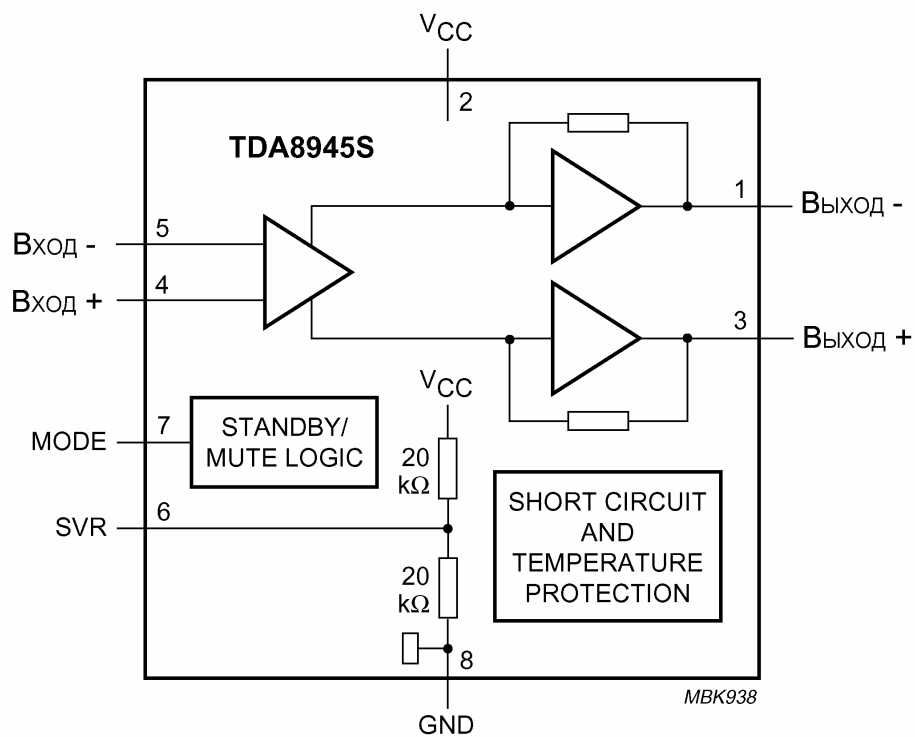 VCC
2
TDA8945S
1
Выход -
5
Вход -
4
Вход +
3
Выход +
VCC
7
MODE
STANDBY/
MUTE LOGIC
20
kΩ
6
SVR
SHORT CIRCUIT
AND
TEMPERATURE
PROTECTION
20
kΩ
8
MBK938
GND